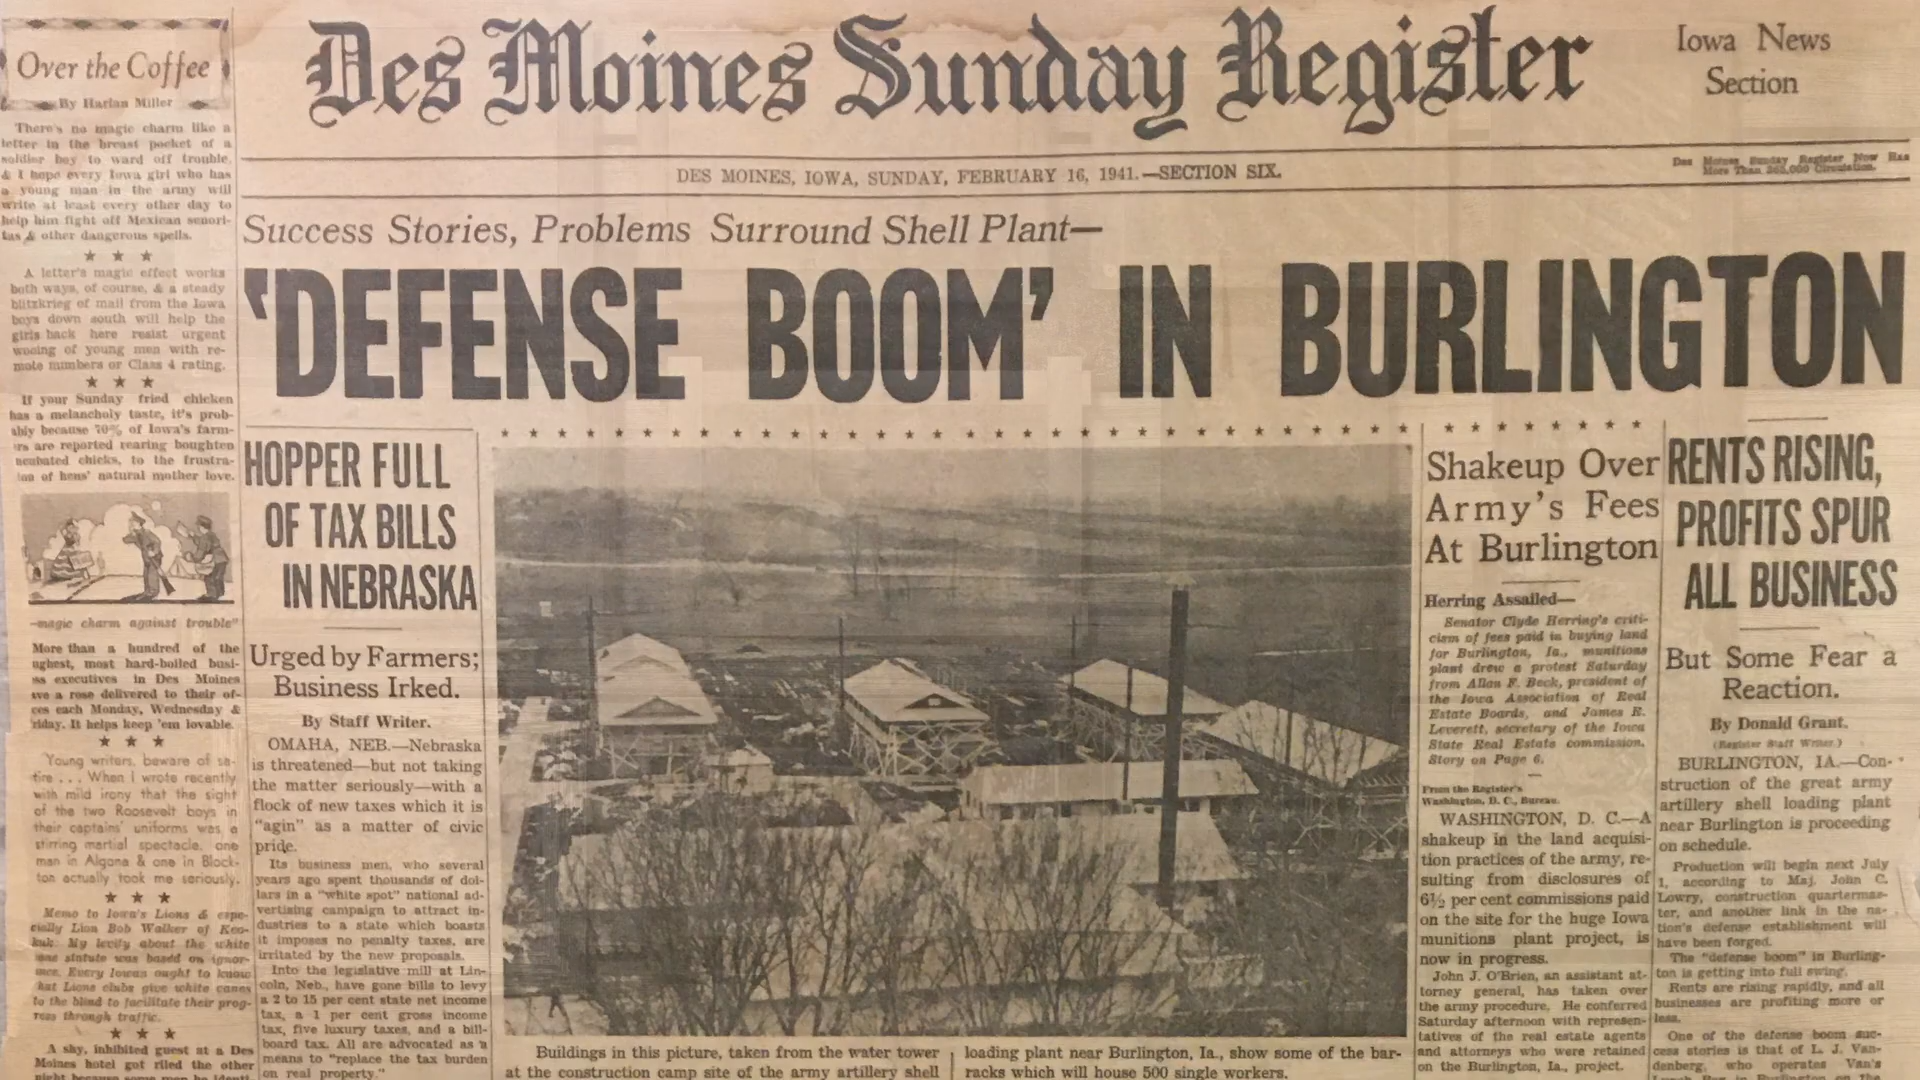 Over the Coffee
By Harlan Miller
There's no magic charm like a
letter in the breast pocket of a
soldier boy to ward off trouble,
& I hope every Iowa girl who has
a young man in the army will
write at least every other day to
help him fight off Mexican senori-
tas & other dangerous spells.
★ ★ ★
A letter's magic effect works
both ways, of course, & a steady
blitzkrieg of mail from the Iowa
boys down south will help the
girls back here resist urgent
wooing of young men with re-
mote numbers or Class 4 rating.
★ ★ ★
If your Sunday fried chicken
has a melancholy taste, it's prob-
ably because 70% of Iowa's farm-
ers are reported rearing boughten
incubated chicks, to the frustra-
tion of hens' natural mother love.
—magic charm against trouble"
More than a hundred of the
ughest, most hard-boiled busi-
ss executives in Des Moines
ave a rose delivered to their of-
ces each Monday, Wednesday &
riday. It helps keep 'em lovable.
★ ★ ★
Young writers, beware of sa-
tire . . . When I wrote recently
with mild irony that the sight
of the two Roosevelt boys in
their captains' uniforms was a
stirring martial spectacle, one
man in Algona & one in Block-
ton actually took me seriously.
★ ★ ★
Memo to Iowa's Lions & espe-
cially Lion Bob Walker of Keo-
kuk: My levity about the white
cane statute was based on ignor-
ance. Every Iowan ought to know
that Lions clubs give white canes
to the blind to facilitate their prog-
ress through traffic.
★ ★ ★
A shy, inhibited guest at a Des
Moines hotel got riled the other
night because some man he
Des Moines Sunday Register
Iowa News
Section
DES MOINES, IOWA, SUNDAY, FEBRUARY 16, 1941.—SECTION SIX.
Des Moines Sunday Register Now Has
More Than Circulation.
Success Stories, Problems Surround Shell Plant—
'DEFENSE BOOM' IN BURLINGTON
HOPPER FULL
OF TAX BILLS
IN NEBRASKA
Urged by Farmers;
Business Irked.
By Staff Writer.
OMAHA, NEB.—Nebraska
is threatened—but not taking
the matter seriously—with a
flock of new taxes which it is
"agin" as a matter of civic
pride.
Its business men, who several
years ago spent thousands of dol-
lars in a "white spot" national ad-
vertising campaign to attract in-
dustries to a state which boasts
it imposes no penalty taxes, are
irritated by the new proposals.
Into the legislative mill at Lin-
coln, Neb., have gone bills to levy
a 2 to 15 per cent state net income
tax, a 1 per cent gross income
tax, five luxury taxes, and a bill-
board tax. All are advocated as a
means to "replace the tax burden
on real property."
Buildings in this picture, taken from the water tower
at the construction camp site of the army artillery shell
loading plant near Burlington, Ia., show some of the bar-
racks which will house 500 single workers.
Shakeup Over
Army's Fees
At Burlington
Herring Assailed—
Senator Clyde Herring's criti-
cism of fees paid in buying land
for Burlington, Ia., munitions
plant drew a protest Saturday
from Allan F. Beck, president of
the Iowa Association of Real
Estate Boards, and James R.
Leverett, secretary of the Iowa
State Real Estate commission.
Story on Page 6.
From the Register's
Washington, D. C., Bureau.
WASHINGTON, D. C.—A
shakeup in the land acquisi-
tion practices of the army, re-
sulting from disclosures of
6½ per cent commissions paid
on the site for the huge Iowa
munitions plant project, is
now in progress.
John J. O'Brien, an assistant at-
torney general, has taken over
the army procedure. He conferred
Saturday afternoon with represen-
tatives of the real estate agents
and attorneys who were retained
on the Burlington, Ia., project.
RENTS RISING,
PROFITS SPUR
ALL BUSINESS
But Some Fear a
Reaction.
By Donald Grant.
(Register Staff Writer.)
BURLINGTON, IA.—Con-
struction of the great army
artillery shell loading plant
near Burlington is proceeding
on schedule.
Production will begin next July
1, according to Maj. John C.
Lowry, construction quartermas-
ter, and another link in the na-
tion's defense establishment will
have been forged.
The "defense boom" in Burling-
ton is getting into full swing.
Rents are rising rapidly, and all
businesses are profiting more or
less.
One of the defense boom suc-
cess stories is that of L. J. Van-
denberg, who operates Van's